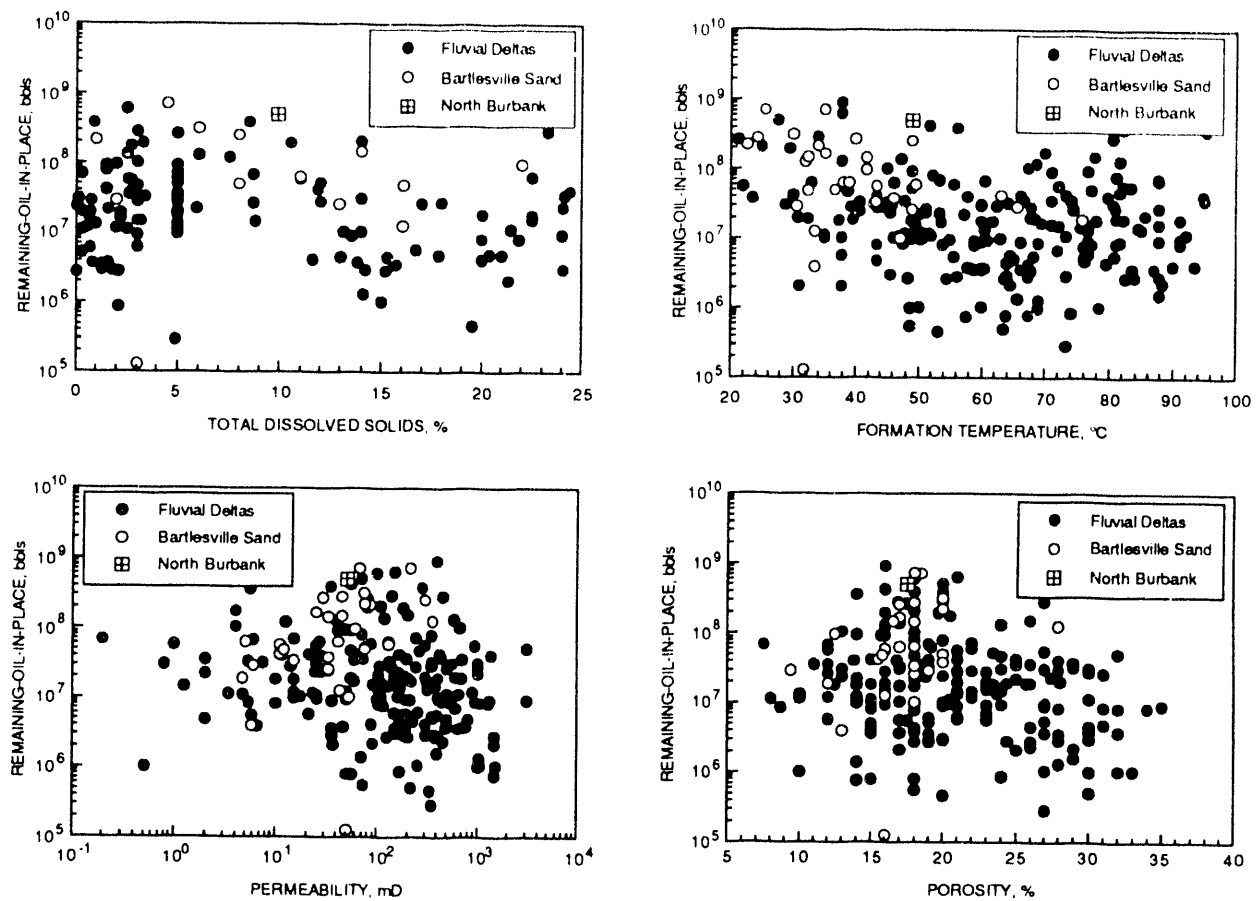 10^10
10^9
10^8
10^7
10^6
10^5
REMAINING-OIL-IN-PLACE, bbls
Fluvial Deltas
Bartlesville Sand
North Burbank
0 5 10 15 20 25
TOTAL DISSOLVED SOLIDS, %
10^10
10^9
10^8
10^7
10^6
10^5
REMAINING-OIL-IN-PLACE, bbls
Fluvial Deltas
Bartlesville Sand
North Burbank
20 30 40 50 60 70 80 90 100
FORMATION TEMPERATURE, °C
10^10
10^9
10^8
10^7
10^6
10^5
REMAINING-OIL-IN-PLACE, bbls
Fluvial Deltas
Bartlesville Sand
North Burbank
10^-1 10^0 10^1 10^2 10^3 10^4
PERMEABILITY, mD
10^10
10^9
10^8
10^7
10^6
10^5
REMAINING-OIL-IN-PLACE, bbls
Fluvial Deltas
Bartlesville Sand
North Burbank
5 10 15 20 25 30 35 40
POROSITY, %